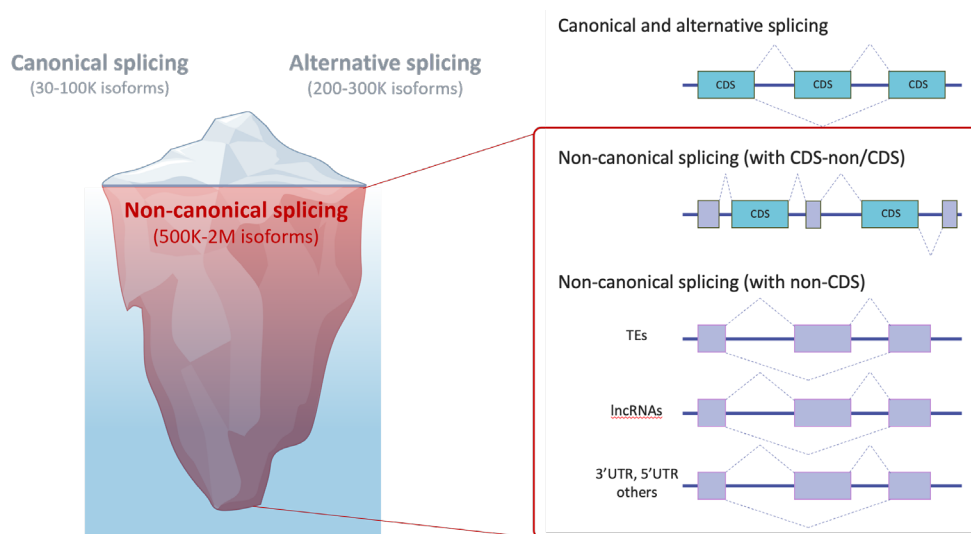 Canonical splicing
(30-100K isoforms)
Alternative splicing
(200-300K isoforms)
Non-canonical splicing
(500K-2M isoforms)
Canonical and alternative splicing
CDS CDS CDS
Non-canonical splicing (with CDS-non/CDS)
CDS CDS
Non-canonical splicing (with non-CDS)
TEs
lncRNAs
3’UTR, 5’UTR
others